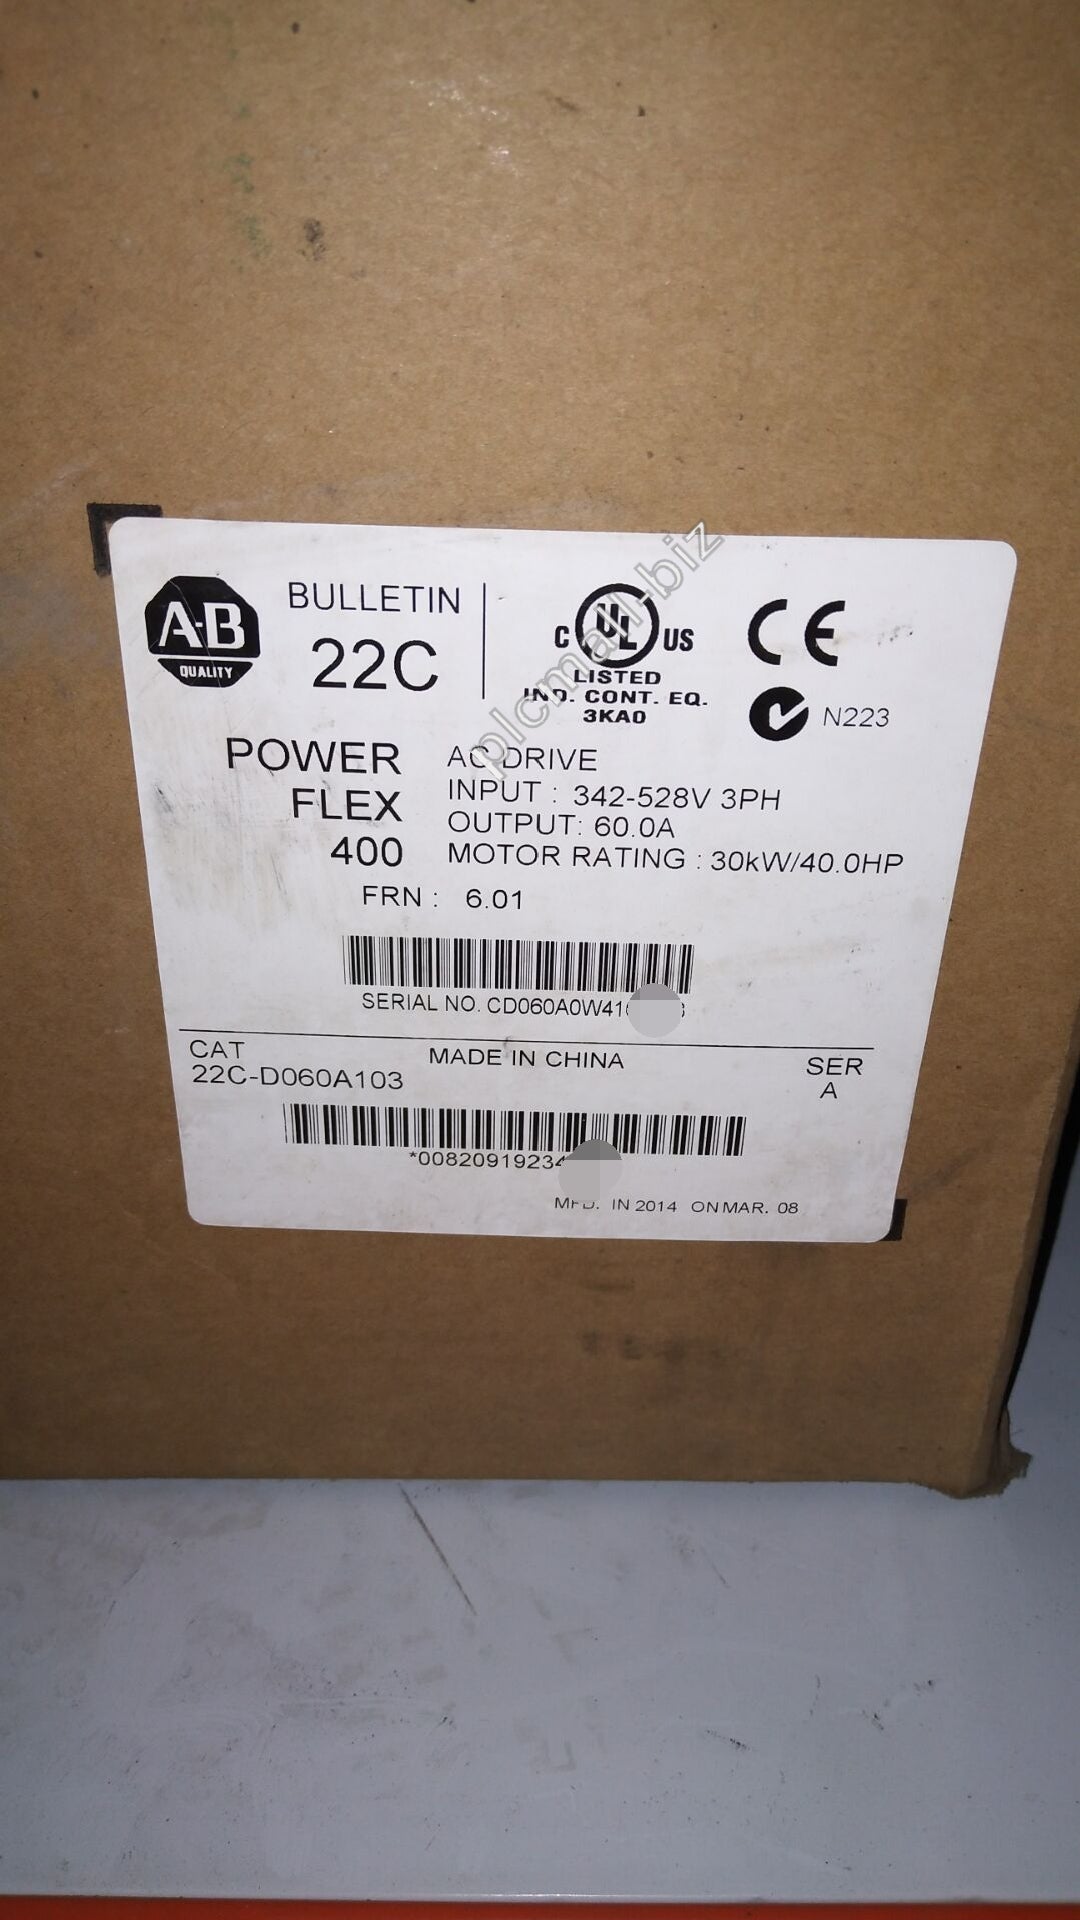 A-B
QUALITY
BULLETIN
22C
C UL US
LISTED
IND. CONT. EQ.
3KA0
CE
N223
POWER
FLEX
400
AC DRIVE
INPUT : 342-528V 3PH
OUTPUT: 60.0A
MOTOR RATING : 30kW/40.0HP
FRN : 6.01
SERIAL NO. CD060A0W41
CAT
22C-D060A103
MADE IN CHINA
SER
A
*0082091923
MFD. IN 2014 ON MAR. 08
plcmall-biz